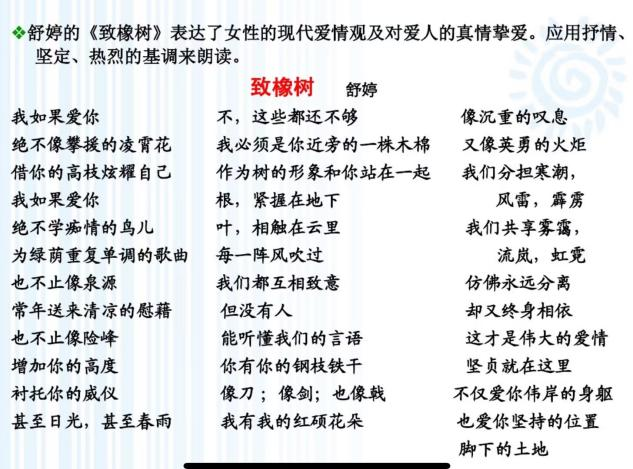 ❖舒婷的《致橡树》表达了女性的现代爱情观及对爱人的真情挚爱。应用抒情、
坚定、热烈的基调来朗读。
致橡树 舒婷
我如果爱你
绝不像攀援的凌霄花
借你的高枝炫耀自己
我如果爱你
绝不学痴情的鸟儿
为绿荫重复单调的歌曲
也不止像泉源
常年送来清凉的慰藉
也不止像险峰
增加你的高度
衬托你的威仪
甚至日光，甚至春雨
不，这些都还不够
我必须是你近旁的一株木棉
作为树的形象和你站在一起
根，紧握在地下
叶，相触在云里
每一阵风吹过
我们都互相致意
但没有人
能听懂我们的言语
你有你的钢枝铁干
像刀；像剑；也像戟
我有我的红硕花朵
像沉重的叹息
又像英勇的火炬
我们分担寒潮，
风雷，霹雳
我们共享雾霭，
流岚，虹霓
仿佛永远分离
却又终身相依
这才是伟大的爱情
坚贞就在这里
不仅爱你伟岸的身躯
也爱你坚持的位置
脚下的土地